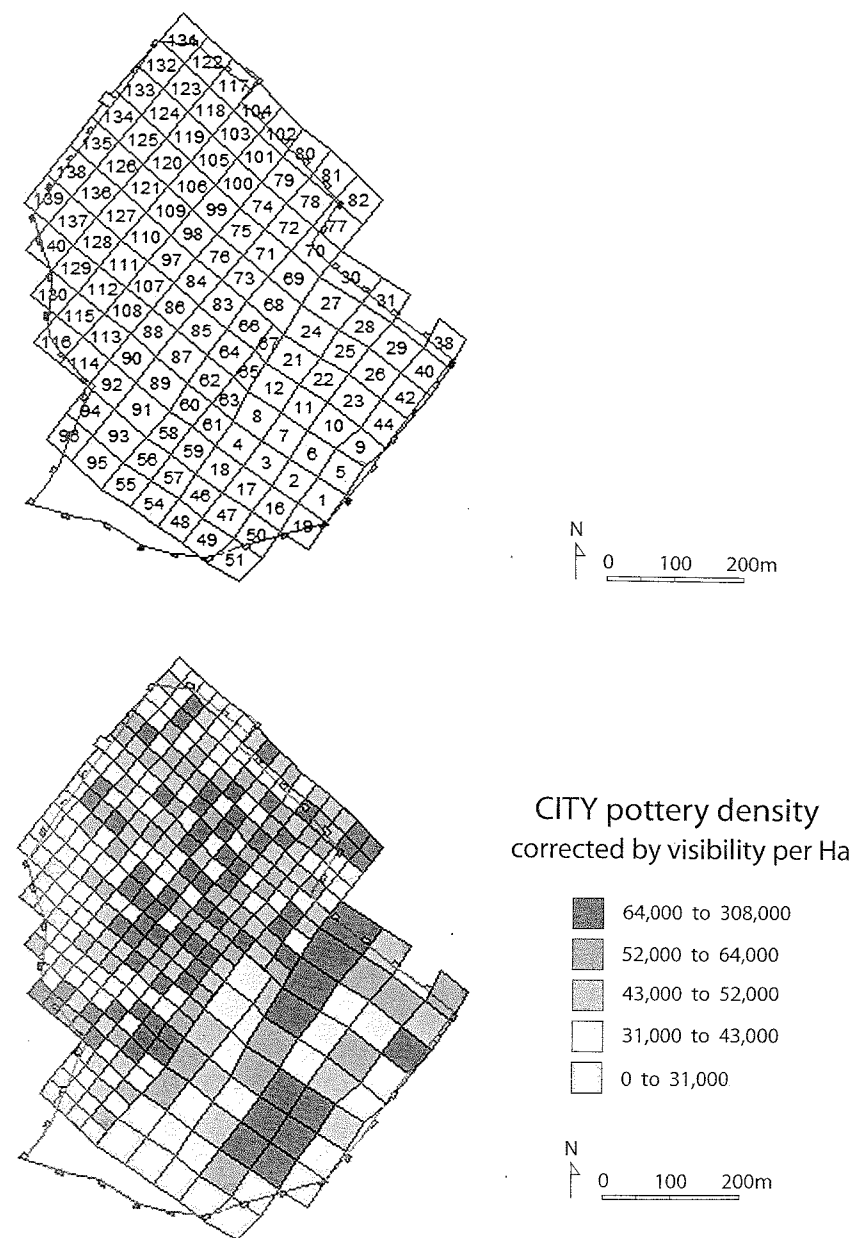 131
132 122
133 123 117
134 124 118 104
135 125 119 103 102
138 126 120 105 101 80
139 136 121 106 100 79 81
137 127 109 99 74 78 82
140 128 110 98 75 72 77
129 111 97 76 71 70
130 112 107 84 73 69 30
115 108 86 83 68 27 31
116 113 88 85 66 67 24 28 38
114 90 87 64 21 25 29
92 89 62 65 12 22 26 40
94 91 60 63 8 11 23 42
96 93 58 61 4 7 10 44
95 56 59 18 3 6 9
55 57 46 17 2 5
54 48 47 16 1
49 50 19
51
N
0 100 200m
CITY pottery density
corrected by visibility per Ha
64,000 to 308,000
52,000 to 64,000
43,000 to 52,000
31,000 to 43,000
0 to 31,000
N
0 100 200m